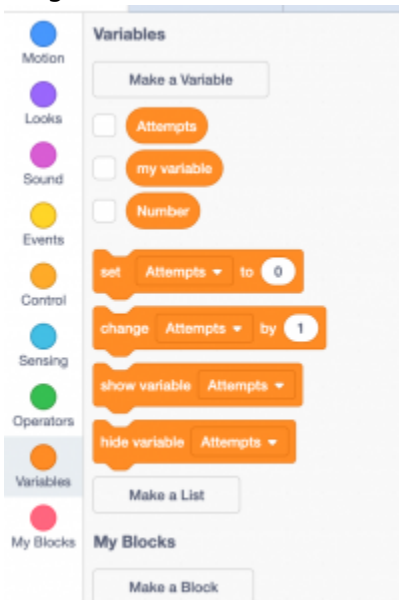 Motion
Looks
Sound
Events
Control
Sensing
Operators
Variables
My Blocks
Variables
Make a Variable
Attempts
my variable
Number
set Attempts to 0
change Attempts by 1
show variable Attempts
hide variable Attempts
Make a List
My Blocks
Make a Block